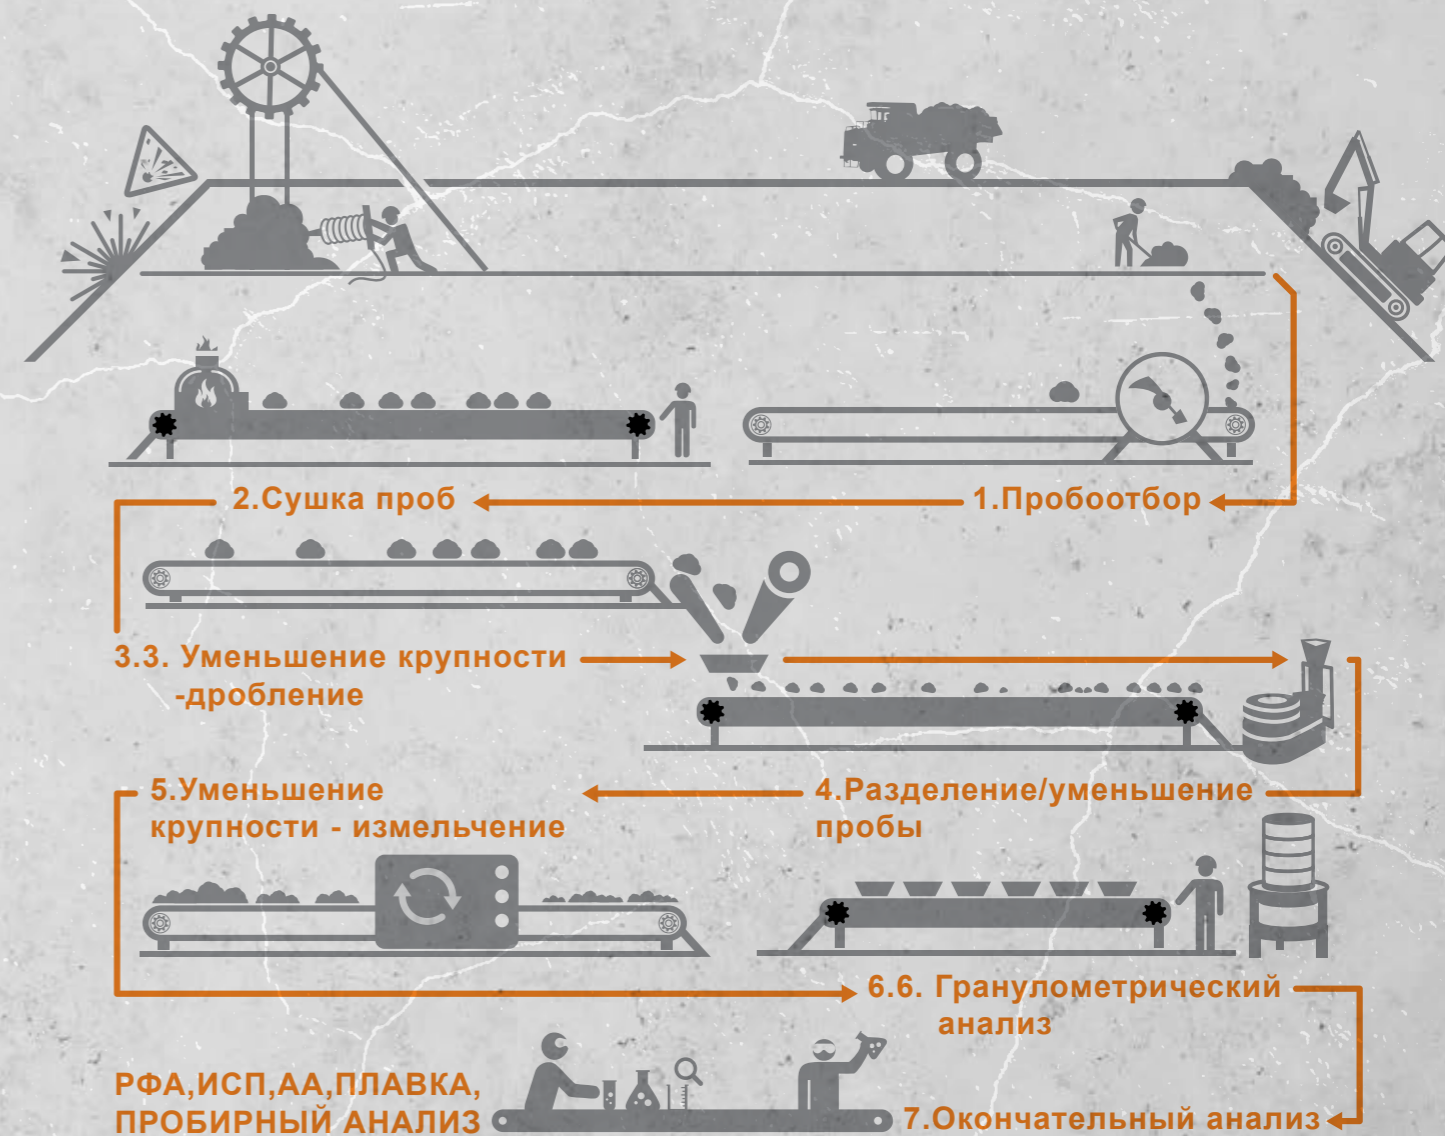 2.Сушка проб
1.Пробоотбор
3.3. Уменьшение крупности
-дробление
5.Уменьшение
крупности - измельчение
4.Разделение/уменьшение
пробы
6.6. Гранулометрический
анализ
РФА,ИСП,АА,ПЛАВКА,
ПРОБИРНЫЙ АНАЛИЗ
7.Окончательный анализ